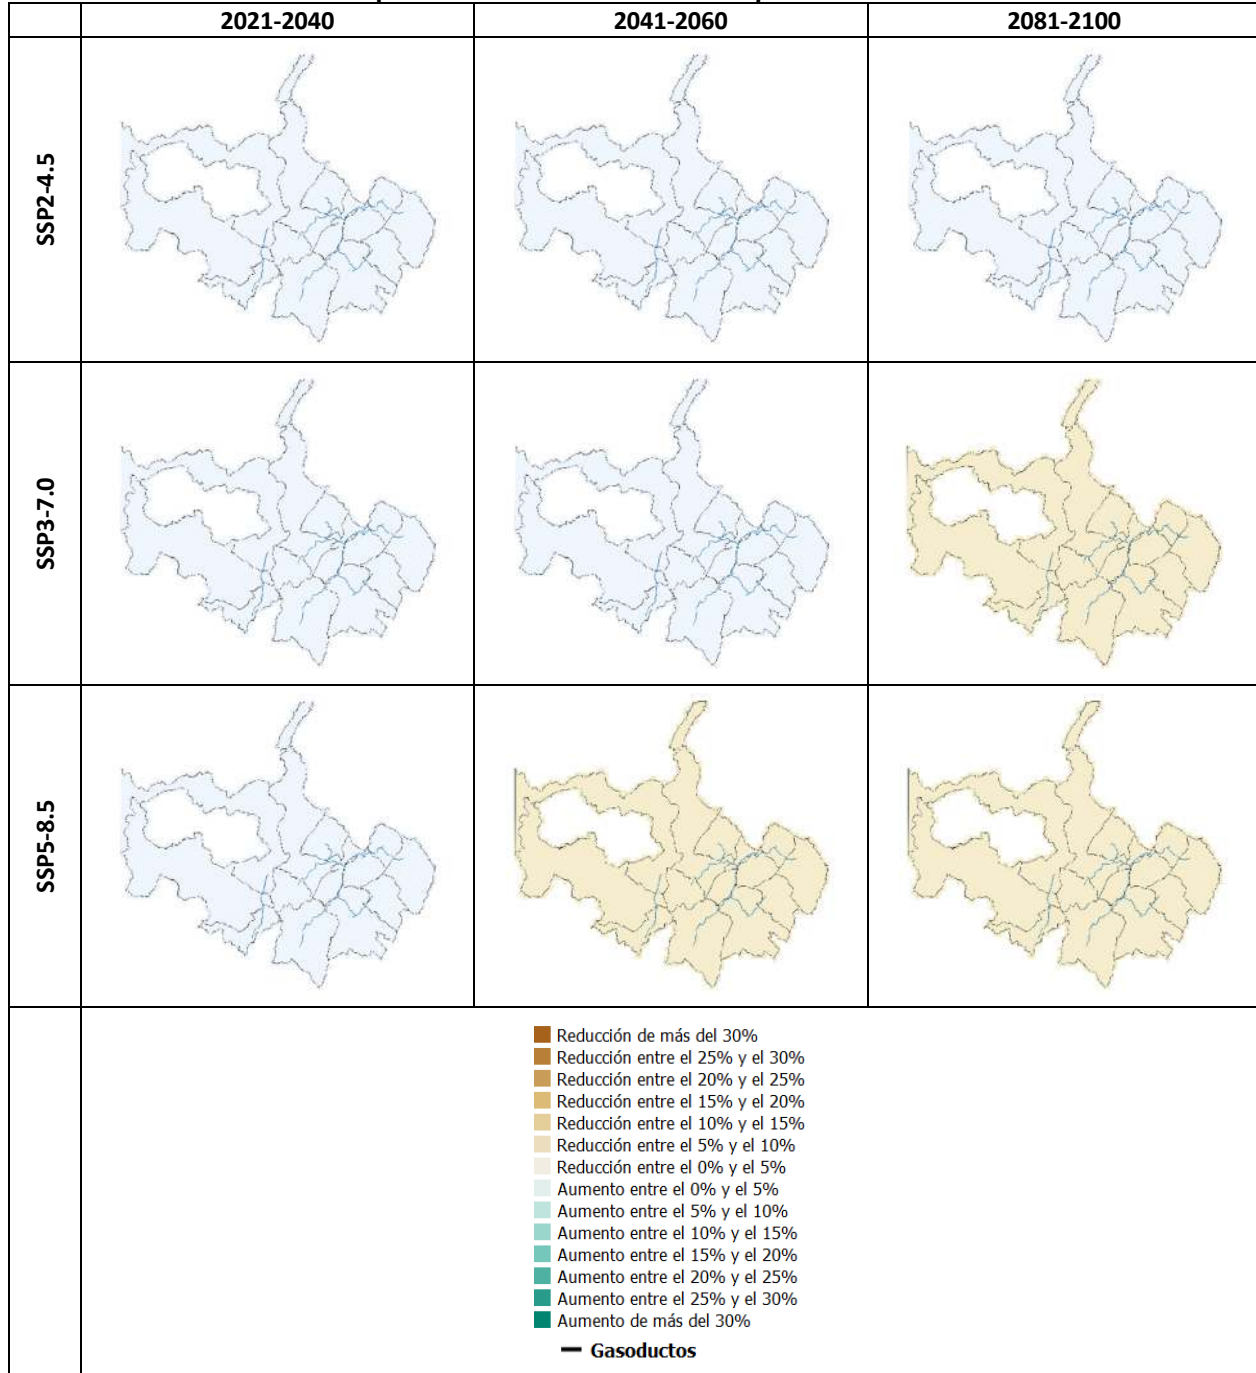 2021-2040
2041-2060
2081-2100
SSP2-4.5
SSP3-7.0
SSP5-8.5
Reducción de más del 30%
Reducción entre el 25% y el 30%
Reducción entre el 20% y el 25%
Reducción entre el 15% y el 20%
Reducción entre el 10% y el 15%
Reducción entre el 5% y el 10%
Reducción entre el 0% y el 5%
Aumento entre el 0% y el 5%
Aumento entre el 5% y el 10%
Aumento entre el 10% y el 15%
Aumento entre el 15% y el 20%
Aumento entre el 20% y el 25%
Aumento entre el 25% y el 30%
Aumento de más del 30%
Gasoductos